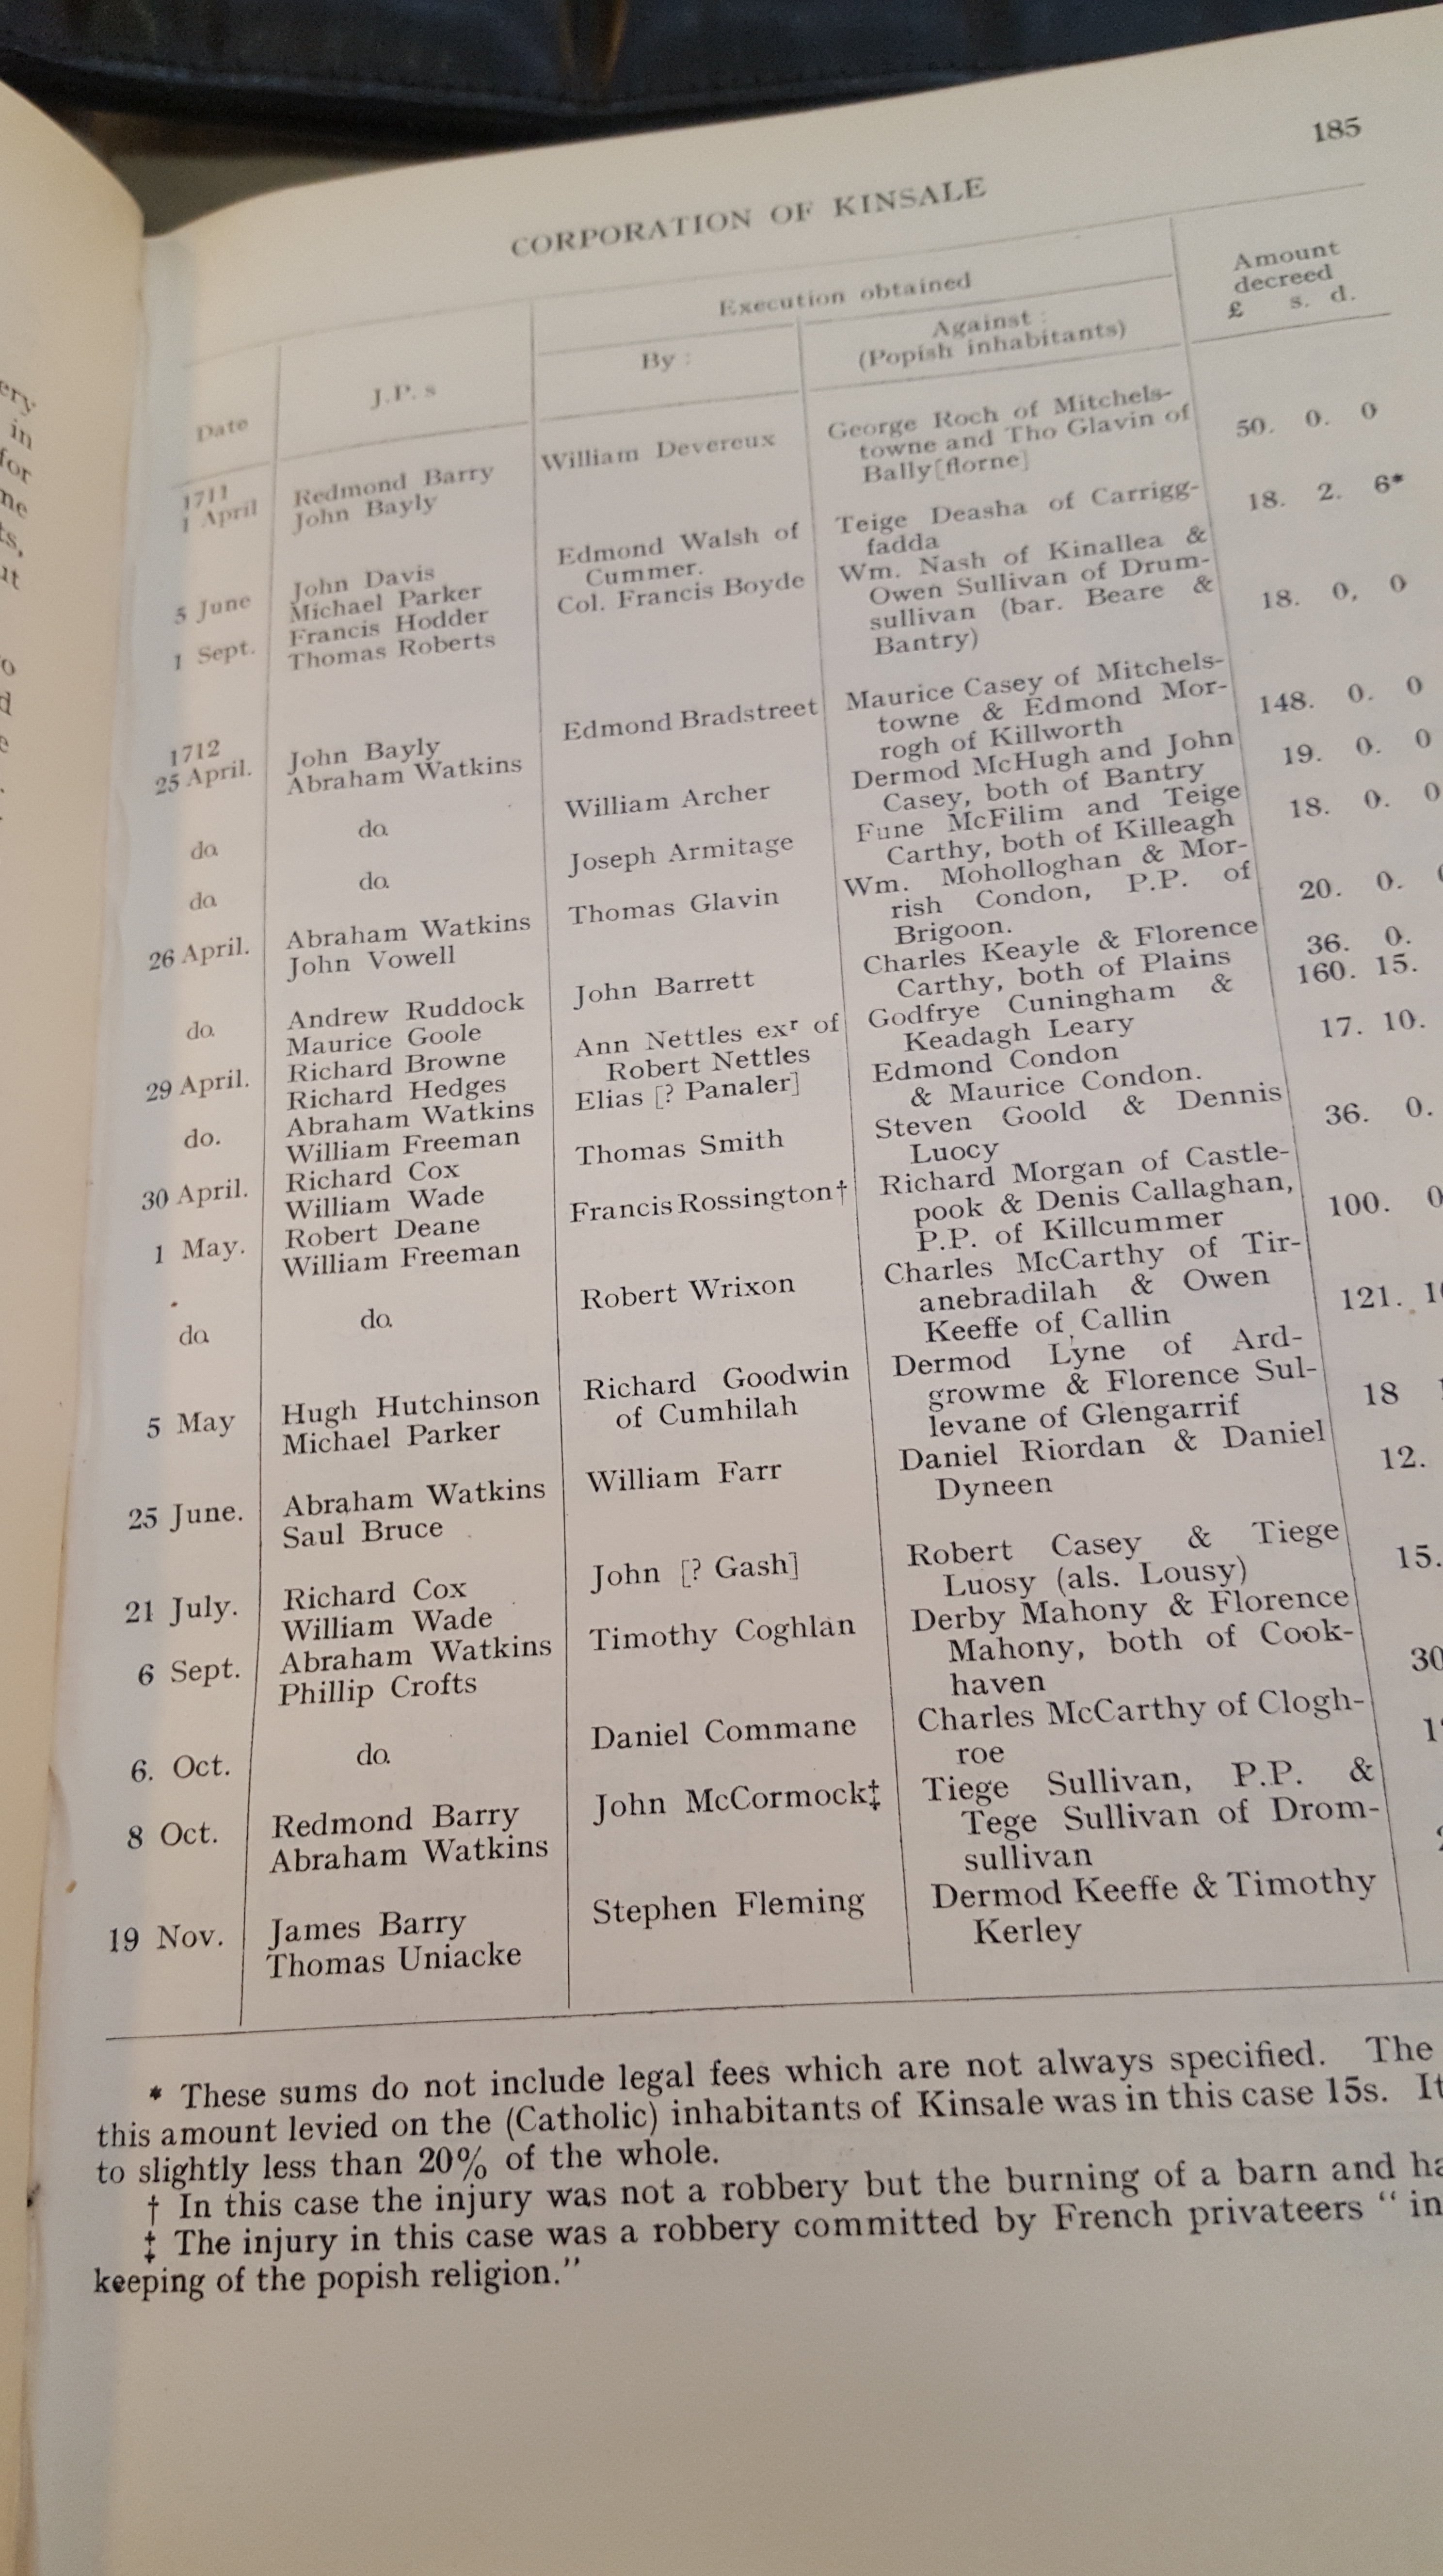 185
CORPORATION OF KINSALE
Execution obtained
Amount
decreed
£ s. d.
Date
J.P.s
By :
Against :
(Popish inhabitants)
1711
1 April
Redmond Barry
John Bayly
William Devereux
George Roch of Mitchels-
towne and Tho Glavin of
Bally[florne]
50. 0. 0
5 June
John Davis
Michael Parker
Edmond Walsh of
Cummer.
Teige Deasha of Carrigg-
fadda
18. 2. 6*
1 Sept.
Francis Hodder
Thomas Roberts
Col. Francis Boyde
Wm. Nash of Kinallea &
Owen Sullivan of Drum-
sullivan (bar. Beare &
Bantry)
18. 0, 0
1712
25 April.
John Bayly
Abraham Watkins
Edmond Bradstreet
Maurice Casey of Mitchels-
towne & Edmond Mor-
rogh of Killworth
148. 0. 0
do.
do.
William Archer
Dermod McHugh and John
Casey, both of Bantry
19. 0. 0
do.
do.
Joseph Armitage
Fune McFilim and Teige
Carthy, both of Killeagh
18. 0. 0
26 April.
Abraham Watkins
John Vowell
Thomas Glavin
Wm. Moholloghan & Mor-
rish Condon, P.P. of
Brigoon.
20. 0.
do.
Andrew Ruddock
Maurice Goole
John Barrett
Charles Keayle & Florence
Carthy, both of Plains
36. 0.
29 April.
Richard Browne
Richard Hedges
Ann Nettles exr of
Robert Nettles
Godfrye Cuningham &
Keadagh Leary
160. 15.
do.
Abraham Watkins
William Freeman
Elias [? Panaler]
Edmond Condon
& Maurice Condon.
17. 10.
30 April.
Richard Cox
William Wade
Thomas Smith
Steven Goold & Dennis
Luocy
36. 0.
1 May.
Robert Deane
William Freeman
Francis Rossington†
Richard Morgan of Castle-
pook & Denis Callaghan,
P.P. of Killcummer
100. 0
do.
do.
Robert Wrixon
Charles McCarthy of Tir-
anebradilah & Owen
Keeffe of Callin
121.
5 May
Hugh Hutchinson
Michael Parker
Richard Goodwin
of Cumhilah
Dermod Lyne of Ard-
growme & Florence Sul-
levane of Glengarrif
18
25 June.
Abraham Watkins
Saul Bruce
William Farr
Daniel Riordan & Daniel
Dyneen
12.
21 July.
Richard Cox
William Wade
John [? Gash]
Robert Casey & Tiege
Luosy (als. Lousy)
15.
6 Sept.
Abraham Watkins
Phillip Crofts
Timothy Coghlan
Derby Mahony & Florence
Mahony, both of Cook-
haven
30
6. Oct.
do.
Daniel Commane
Charles McCarthy of Clogh-
roe
8 Oct.
Redmond Barry
Abraham Watkins
John McCormock‡
Tiege Sullivan, P.P. &
Tege Sullivan of Drom-
sullivan
19 Nov.
James Barry
Thomas Uniacke
Stephen Fleming
Dermod Keeffe & Timothy
Kerley
* These sums do not include legal fees which are not always specified. The
this amount levied on the (Catholic) inhabitants of Kinsale was in this case 15s. It
to slightly less than 20% of the whole.
† In this case the injury was not a robbery but the burning of a barn and
‡ The injury in this case was a robbery committed by French privateers “ in
keeping of the popish religion.”
ery
in
for